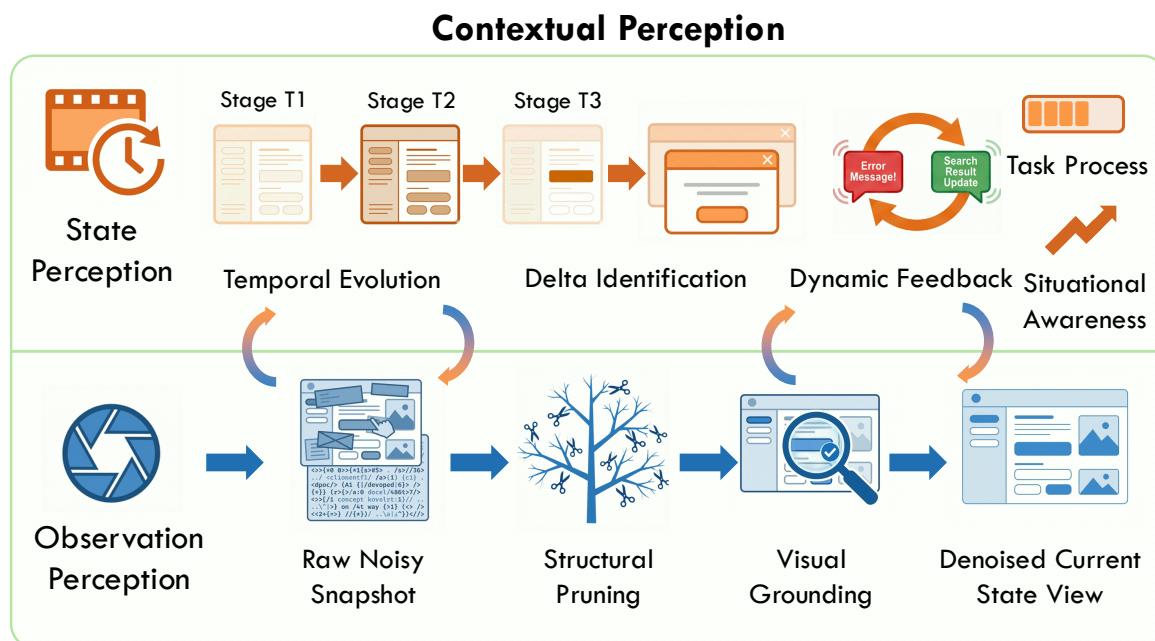 Contextual Perception
Stage T1
Stage T2
Stage T3
Error
Message!
Search
Result
Update
Task Process
State
Perception
Temporal Evolution
Delta Identification
Dynamic Feedback
Situational
Awareness
Observation
Perception
Raw Noisy
Snapshot
Structural
Pruning
Visual
Grounding
Denoised Current
State View